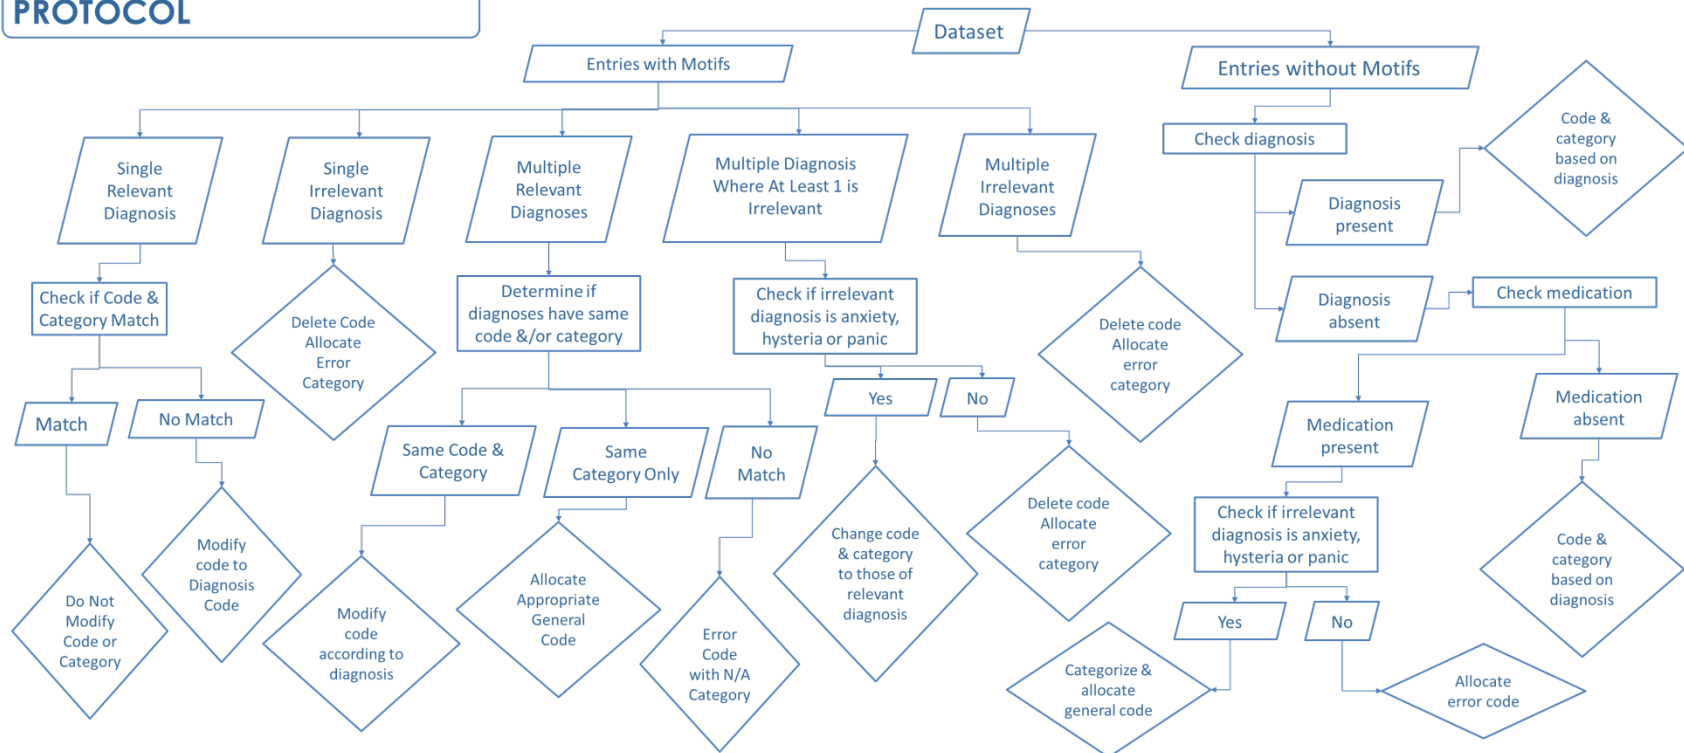 PROTOCOL
Dataset
Entries with Motifs
Entries without Motifs
Single
Relevant
Diagnosis
Single
Irrelevant
Diagnosis
Multiple
Relevant
Diagnoses
Multiple Diagnosis
Where At Least 1 is
Irrelevant
Multiple
Irrelevant
Diagnoses
Check diagnosis
Code &
category
based on
diagnosis
Diagnosis
present
Check if Code &
Category Match
Delete Code
Allocate
Error
Category
Determine if
diagnoses have same
code &/or category
Check if irrelevant
diagnosis is anxiety,
hysteria or panic
Delete code
Allocate
error
category
Diagnosis
absent
Check medication
Match
No Match
Same Code &
Category
Same
Category Only
No
Match
Yes
No
Medication
present
Medication
absent
Do Not
Modify
Code or
Category
Modify
code to
Diagnosis
Code
Modify
code
according to
diagnosis
Allocate
Appropriate
General
Code
Error
Code
with N/A
Category
Change code
& category
to those of
relevant
diagnosis
Delete code
Allocate
error
category
Check if irrelevant
diagnosis is anxiety,
hysteria or panic
Code &
category
based on
diagnosis
Yes
No
Categorize &
allocate
general code
Allocate
error code